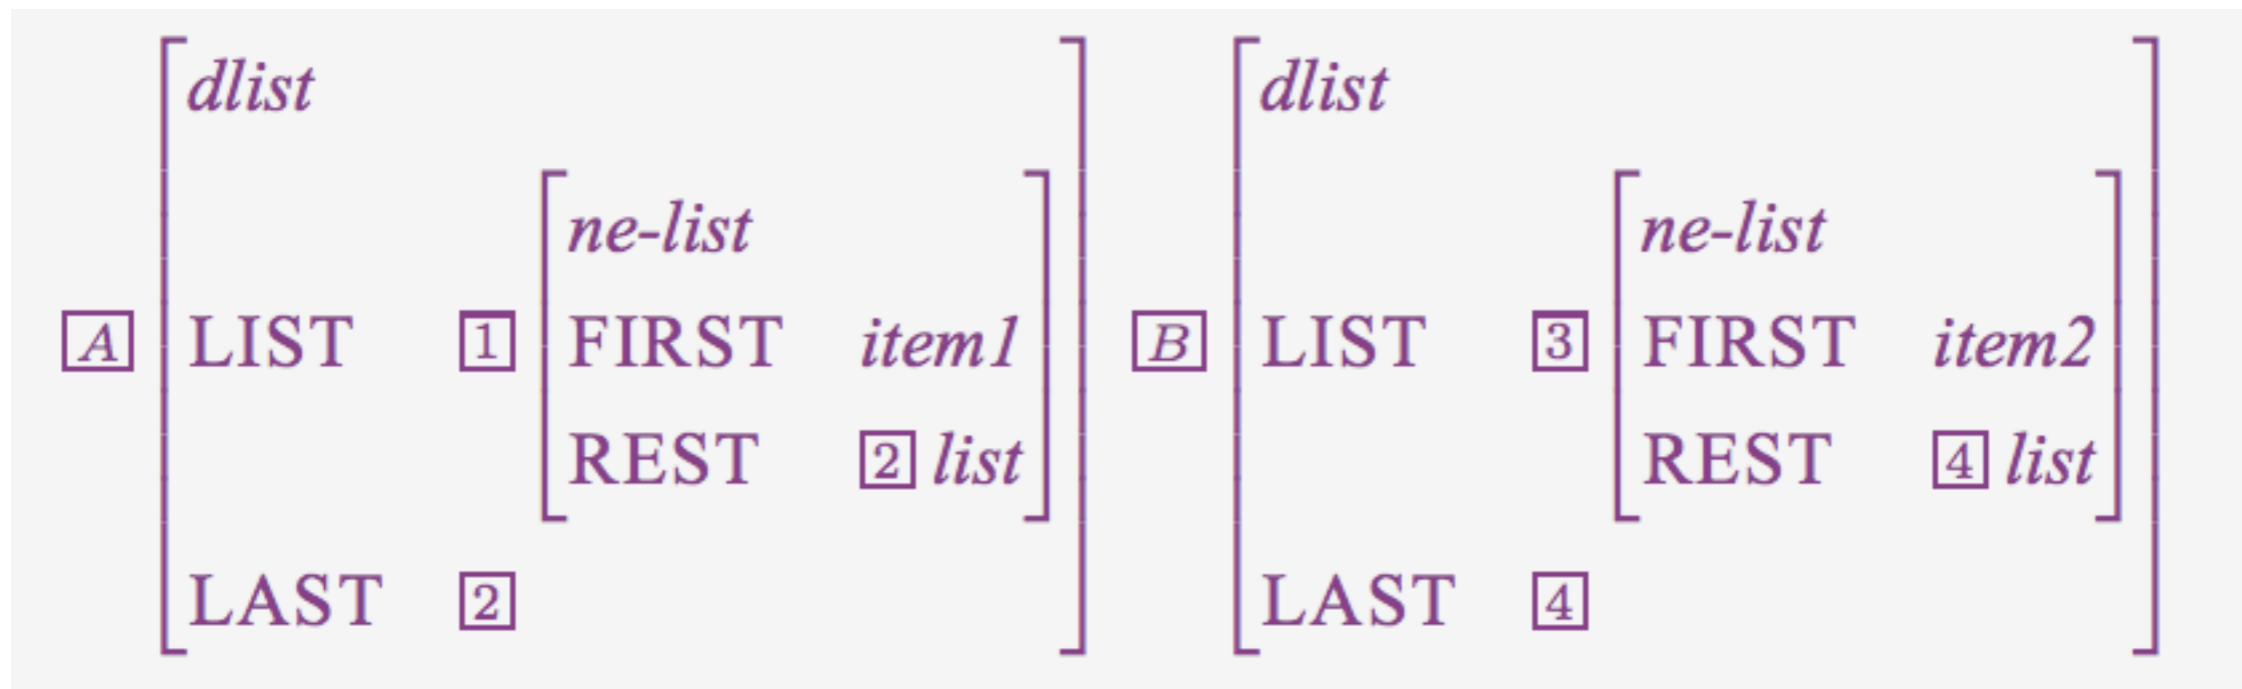 dlist dlist
ne-list ne-list
A LIST 1 FIRST item1 B LIST 3 FIRST item2
REST 2 list REST 4 list
LAST 2 LAST 4